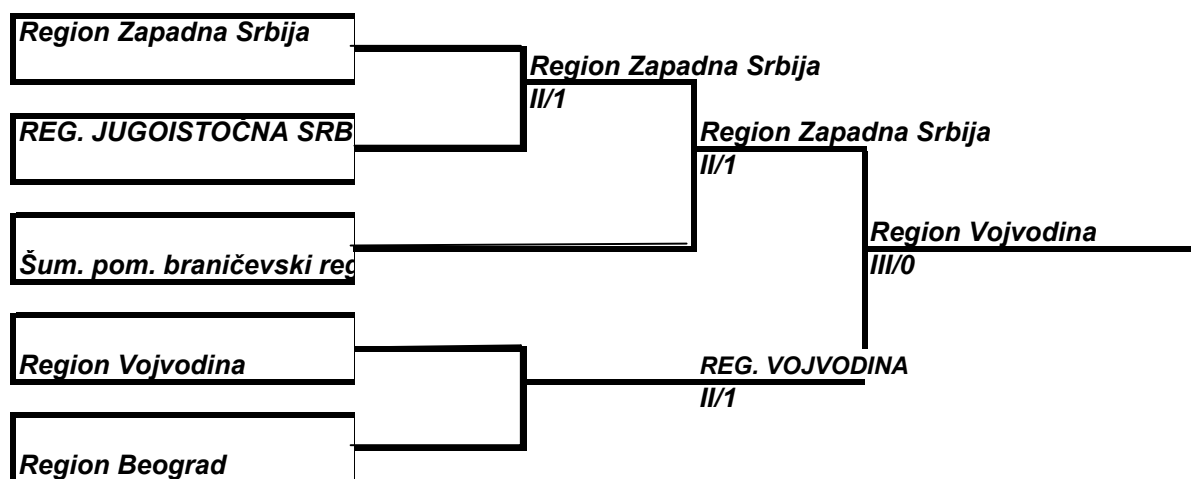 Region Zapadna Srbija
Region Zapadna Srbija
II/1
REG. JUGOISTOČNA SRB
Region Zapadna Srbija
II/1
Šum. pom. braničevski reg
Region Vojvodina
III/0
Region Vojvodina
REG. VOJVODINA
II/1
Region Beograd